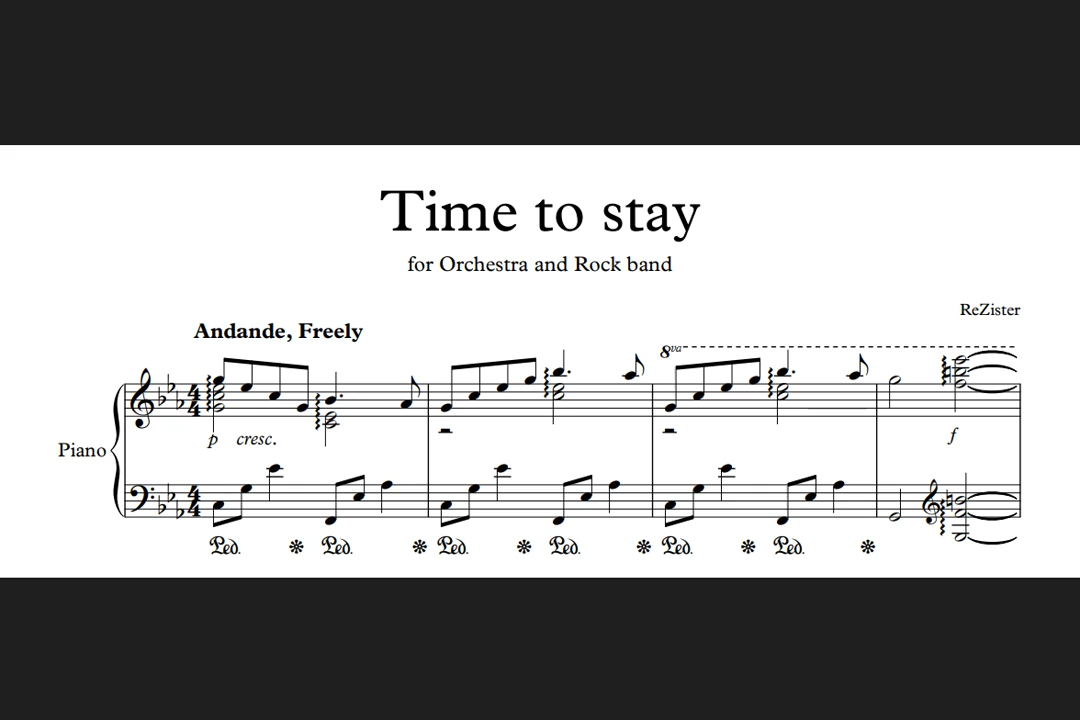 Time to stay
for Orchestra and Rock band
ReZister
Andande, Freely
8va
Piano
p cresc.
f
Ped. Ped. Ped. Ped. Ped. Ped.